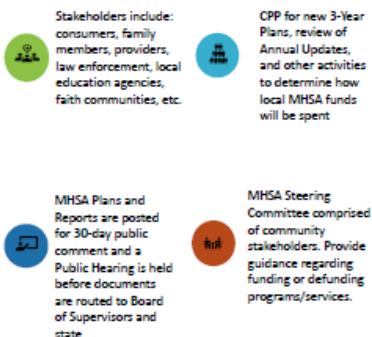 Stakeholders include:
consumers, family
members, providers,
law enforcement, local
education agencies,
faith communities, etc.
CPP for new 3-Year
Plans, review of
Annual Updates,
and other activities
to determine how
local MHSA funds
will be spent
MHSA Plans and
Reports are posted
for 30-day public
comment and a
Public Hearing is held
before documents
are routed to Board
of Supervisors and
state
MHSA Steering
Committee comprised
of community
stakeholders. Provide
guidance regarding
funding or defunding
programs/services.